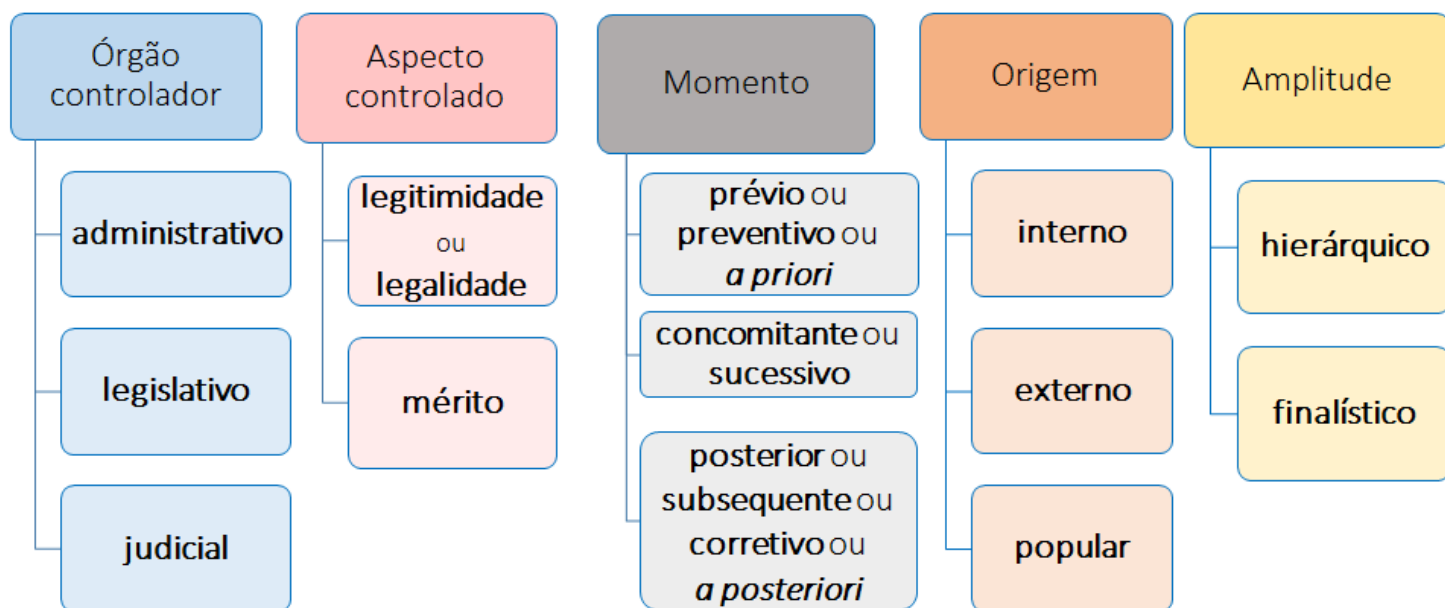 Órgão
controlador
administrativo
legislativo
judicial
Aspecto
controlado
legitimidade
ou
legalidade
mérito
Momento
prévio ou
preventivo ou
a priori
concomitante ou
sucessivo
posterior ou
subsequente ou
corretivo ou
a posteriori
Origem
interno
externo
popular
Amplitude
hierárquico
finalístico